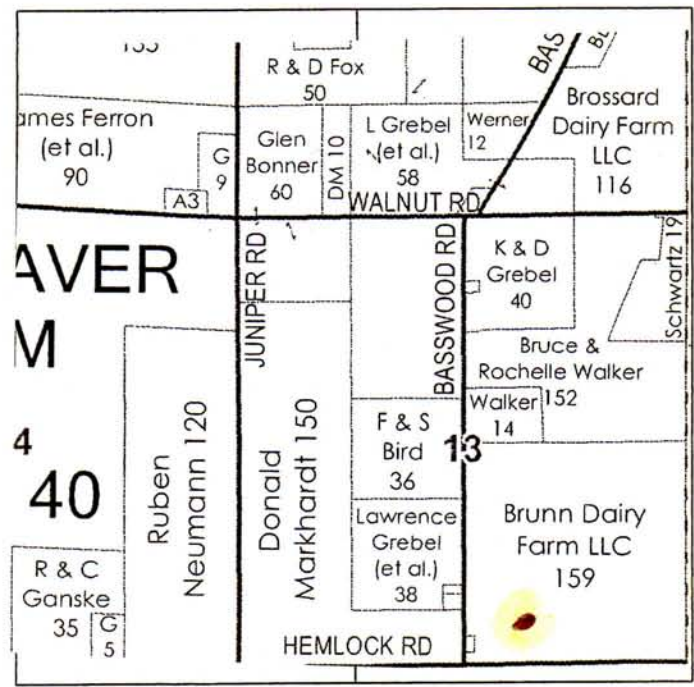 R & D Fox
50
BAS
ames Ferron
(et al.)
90
G
9
A3
Glen
Bonner
60
DM 10
L Grebel
(et al.)
58
Werner
12
Brossard
Dairy Farm
LLC
116
WALNUT RD
AVER
M
4
40
JUNIPER RD
BASSWOOD RD
K & D
Grebel
40
Schwartz 19
Bruce &
Rochelle Walker
152
Walker
14
13
F & S
Bird
36
Ruben
Neumann 120
Donald
Markhardt 150
Lawrence
Grebel
(et al.)
38
Brunn Dairy
Farm LLC
159
R & C
Ganske
35
G
5
HEMLOCK RD